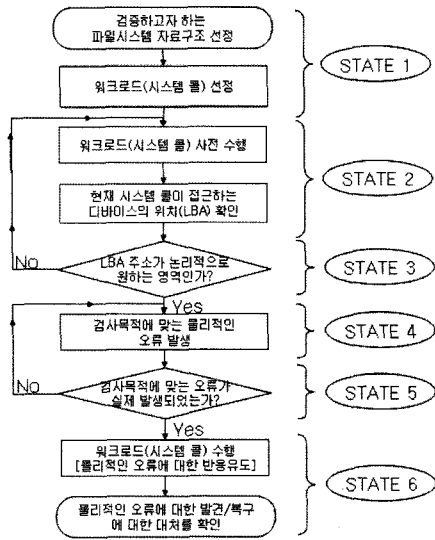 검증하고자 하는
파일시스템 자료구조 선정
STATE 1
워크로드(시스템 콜) 선정
워크로드(시스템 콜) 사전 수행
STATE 2
현재 시스템 콜이 접근하는
디바이스의 위치(LBA) 확인
LBA 주소가 논리적으로
원하는 영역인가?
No
STATE 3
Yes
검사목적에 맞는 물리적인
오류 발생
STATE 4
검사목적에 맞는 오류가
실제 발생되었는가?
No
STATE 5
Yes
워크로드(시스템 콜) 수행
[물리적인 오류에 대한 반응유도]
STATE 6
물리적인 오류에 대한 발견/복구
에 대한 대처를 확인